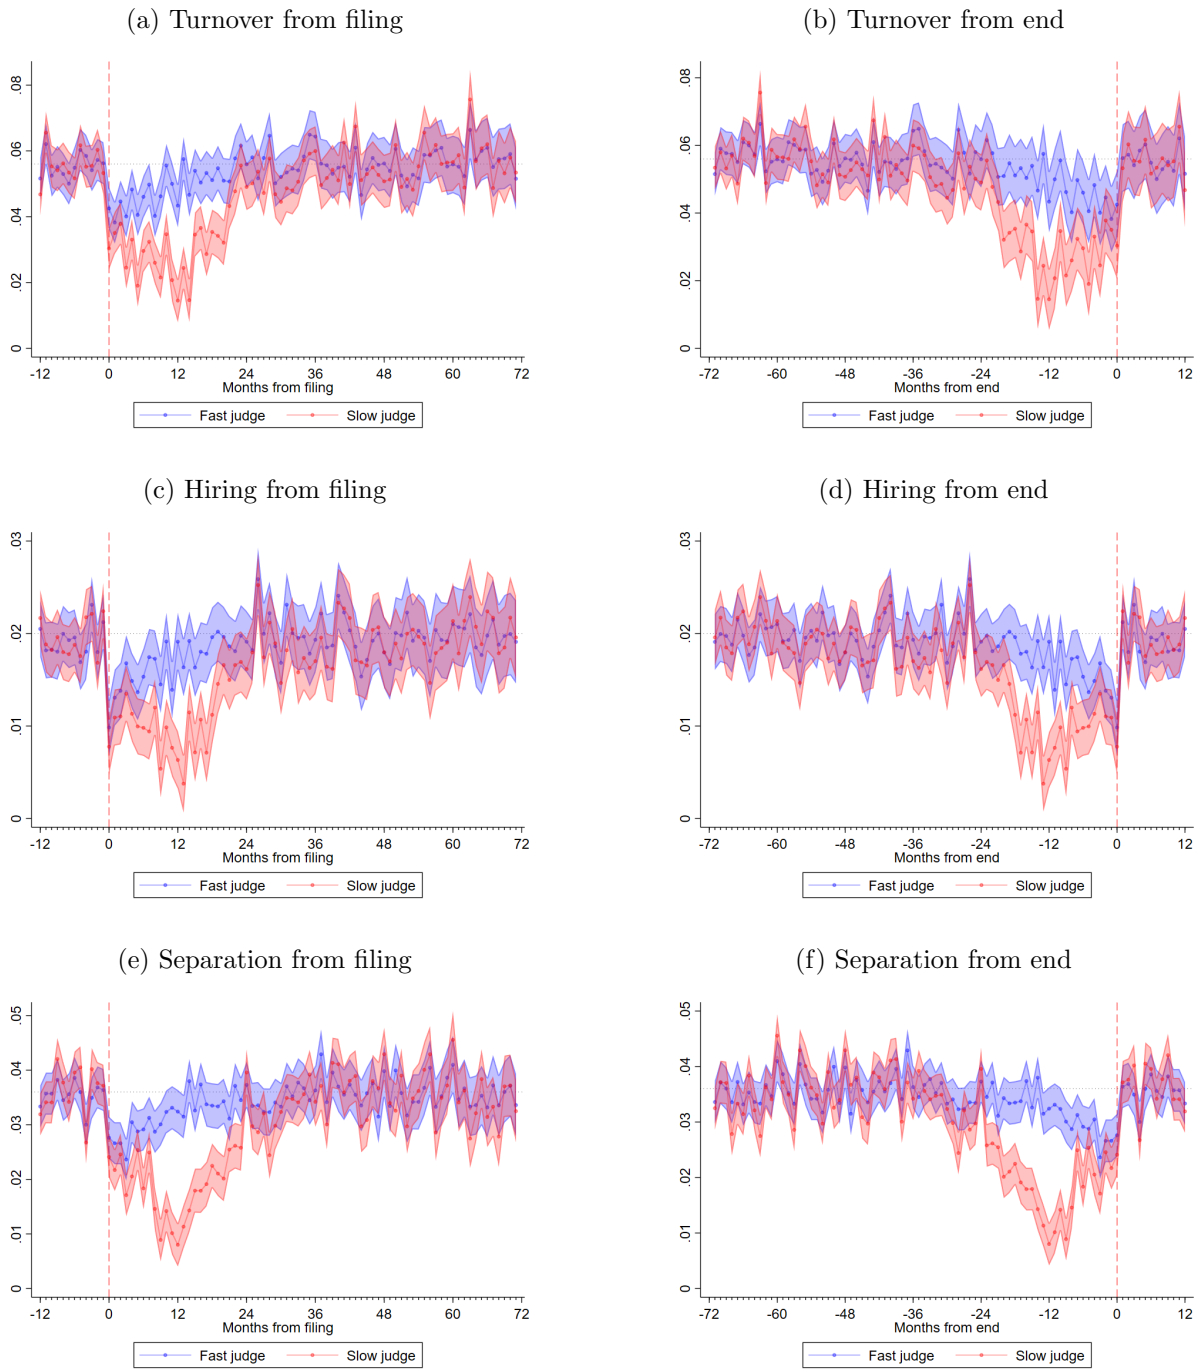 (a) Turnover from filing
(b) Turnover from end
.08
.06
.04
.02
0
-12 0 12 24 36 48 60 72
Months from filing
Fast judge Slow judge
.08
.06
.04
.02
0
-72 -60 -48 -36 -24 -12 0 12
Months from end
Fast judge Slow judge
(c) Hiring from filing
(d) Hiring from end
.03
.02
.01
0
-12 0 12 24 36 48 60 72
Months from filing
Fast judge Slow judge
.03
.02
.01
0
-72 -60 -48 -36 -24 -12 0 12
Months from end
Fast judge Slow judge
(e) Separation from filing
(f) Separation from end
.05
.04
.03
.02
.01
0
-12 0 12 24 36 48 60 72
Months from filing
Fast judge Slow judge
.05
.04
.03
.02
.01
0
-72 -60 -48 -36 -24 -12 0 12
Months from end
Fast judge Slow judge